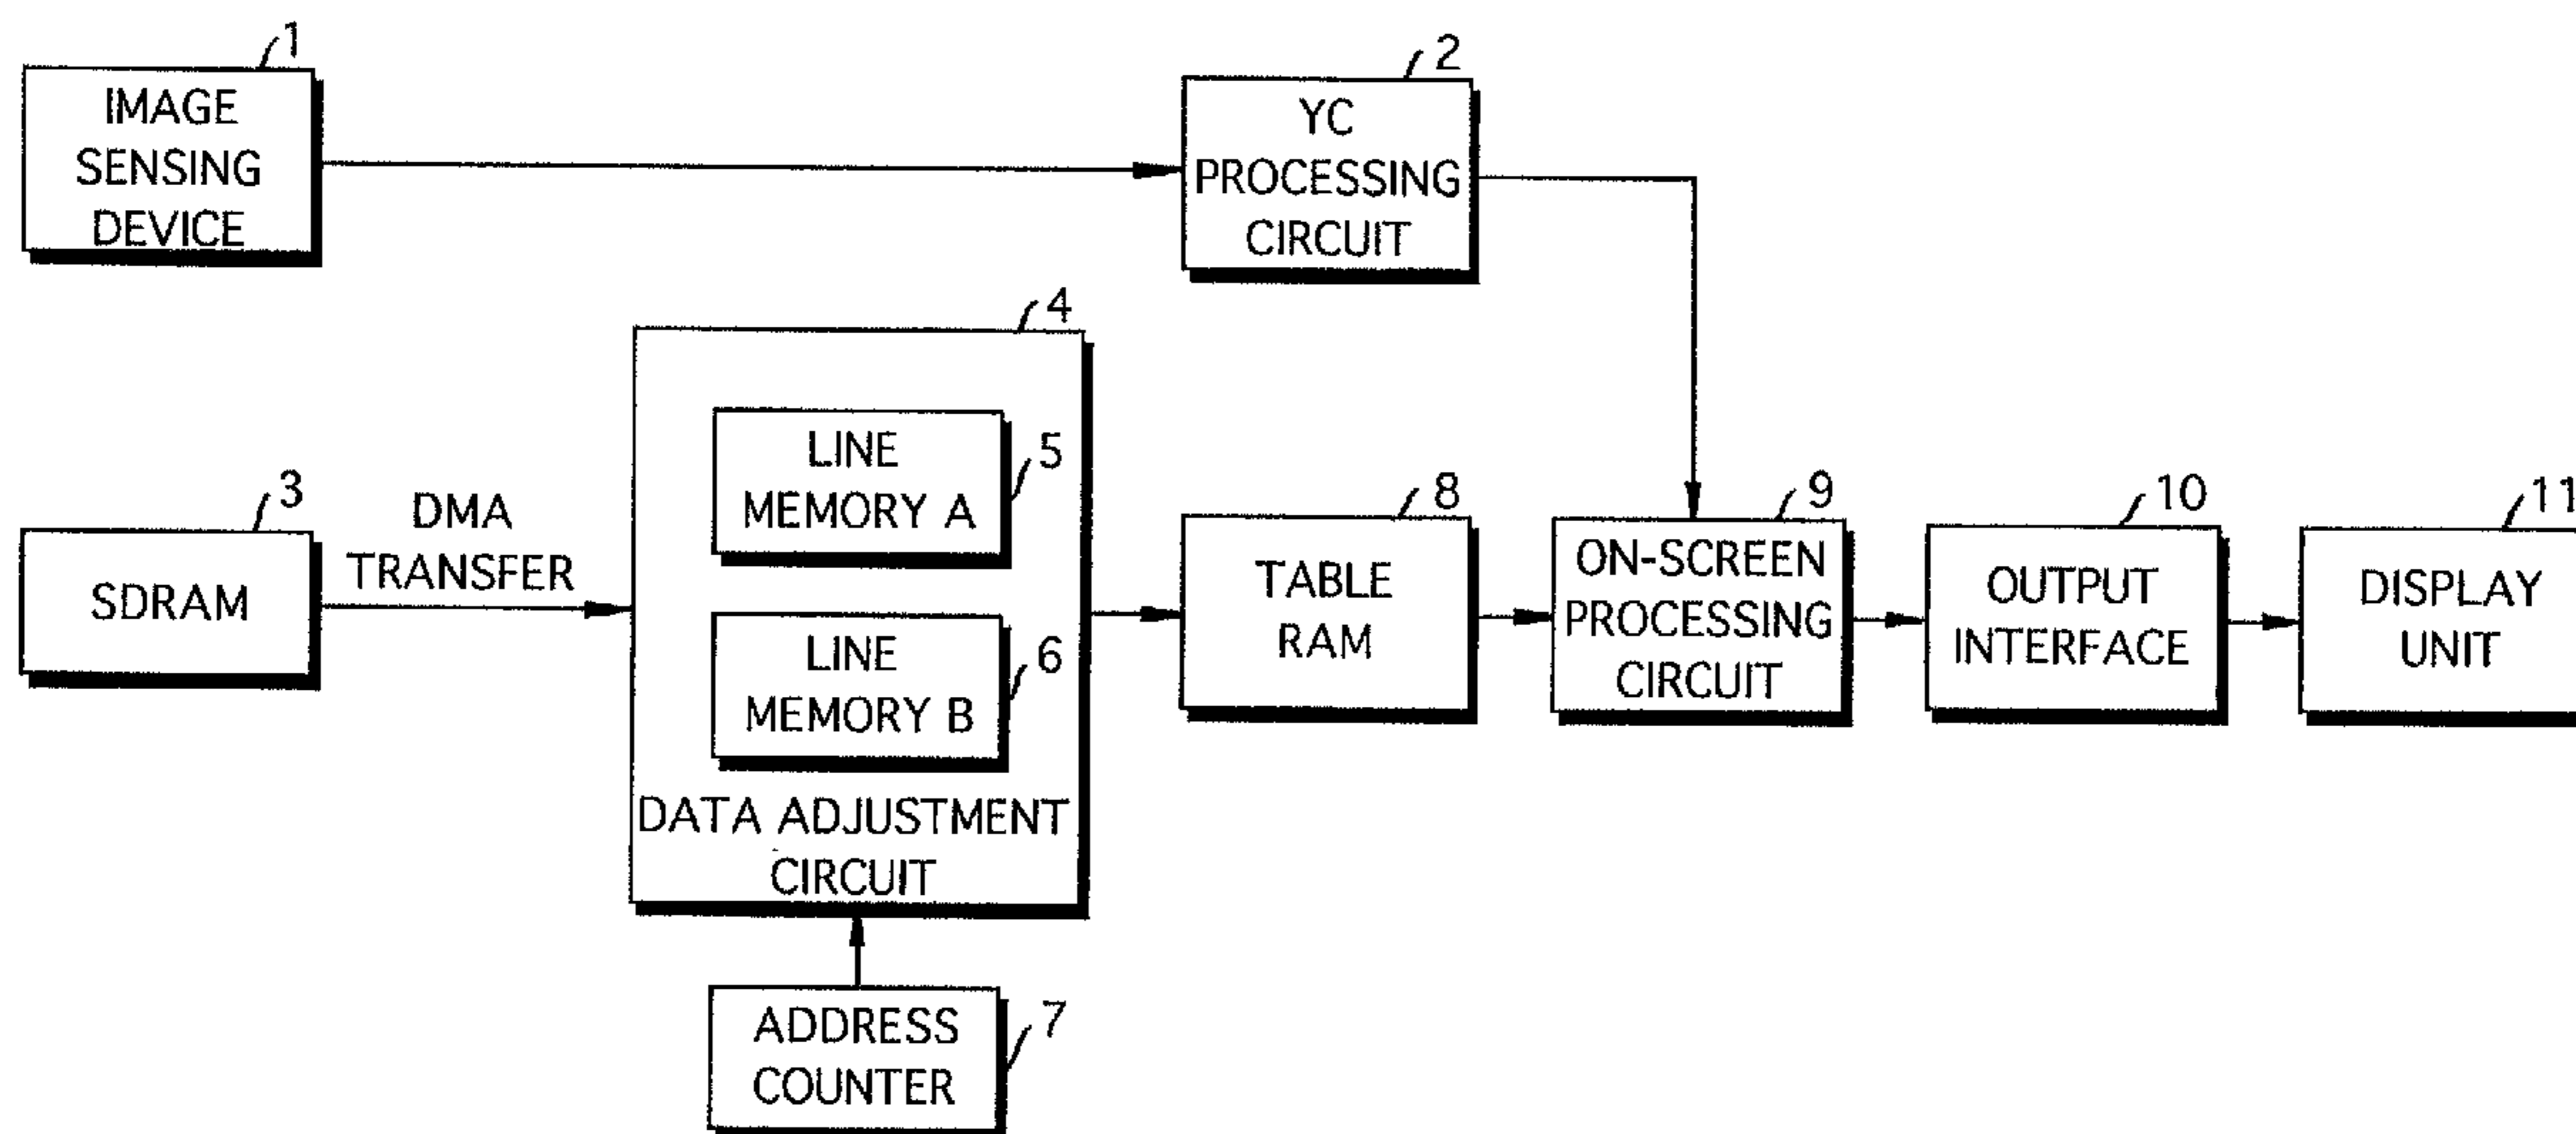 1
IMAGE
SENSING
DEVICE
2
YC
PROCESSING
CIRCUIT
3
SDRAM
DMA
TRANSFER
4
LINE
MEMORY A
5
LINE
MEMORY B
6
DATA ADJUSTMENT
CIRCUIT
ADDRESS
COUNTER
7
8
TABLE
RAM
9
ON-SCREEN
PROCESSING
CIRCUIT
10
OUTPUT
INTERFACE
11
DISPLAY
UNIT